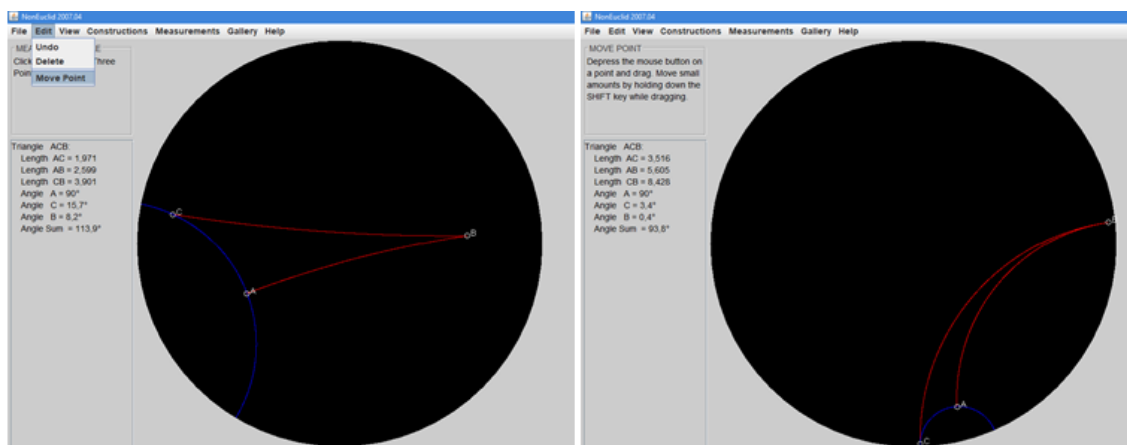 NonEuclid 2007.04
File Edit View Constructions Measurements Gallery Help
Undo
Delete
Move Point
Triangle ACB:
Length AC = 1,971
Length AB = 2,599
Length CB = 3,901
Angle A = 90°
Angle C = 15,7°
Angle B = 8,2°
Angle Sum = 113,9°
C
B
A
NonEuclid 2007.04
File Edit View Constructions Measurements Gallery Help
MOVE POINT
Depress the mouse button on
a point and drag. Move small
amounts by holding down the
SHIFT key while dragging.
Triangle ACB:
Length AC = 3,516
Length AB = 5,605
Length CB = 8,428
Angle A = 90°
Angle C = 3,4°
Angle B = 0,4°
Angle Sum = 93,8°
A
C